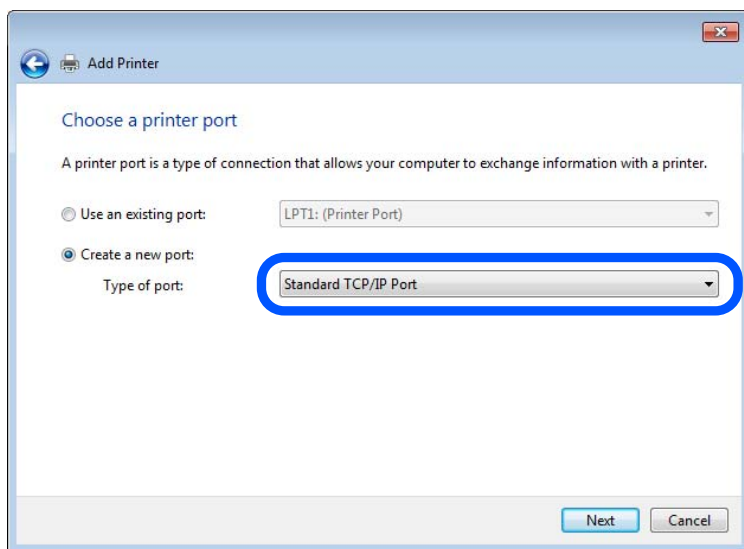 Add Printer
Choose a printer port
A printer port is a type of connection that allows your computer to exchange information with a printer.
Use an existing port: LPT1: (Printer Port)
Create a new port:
Type of port: Standard TCP/IP Port
Next Cancel